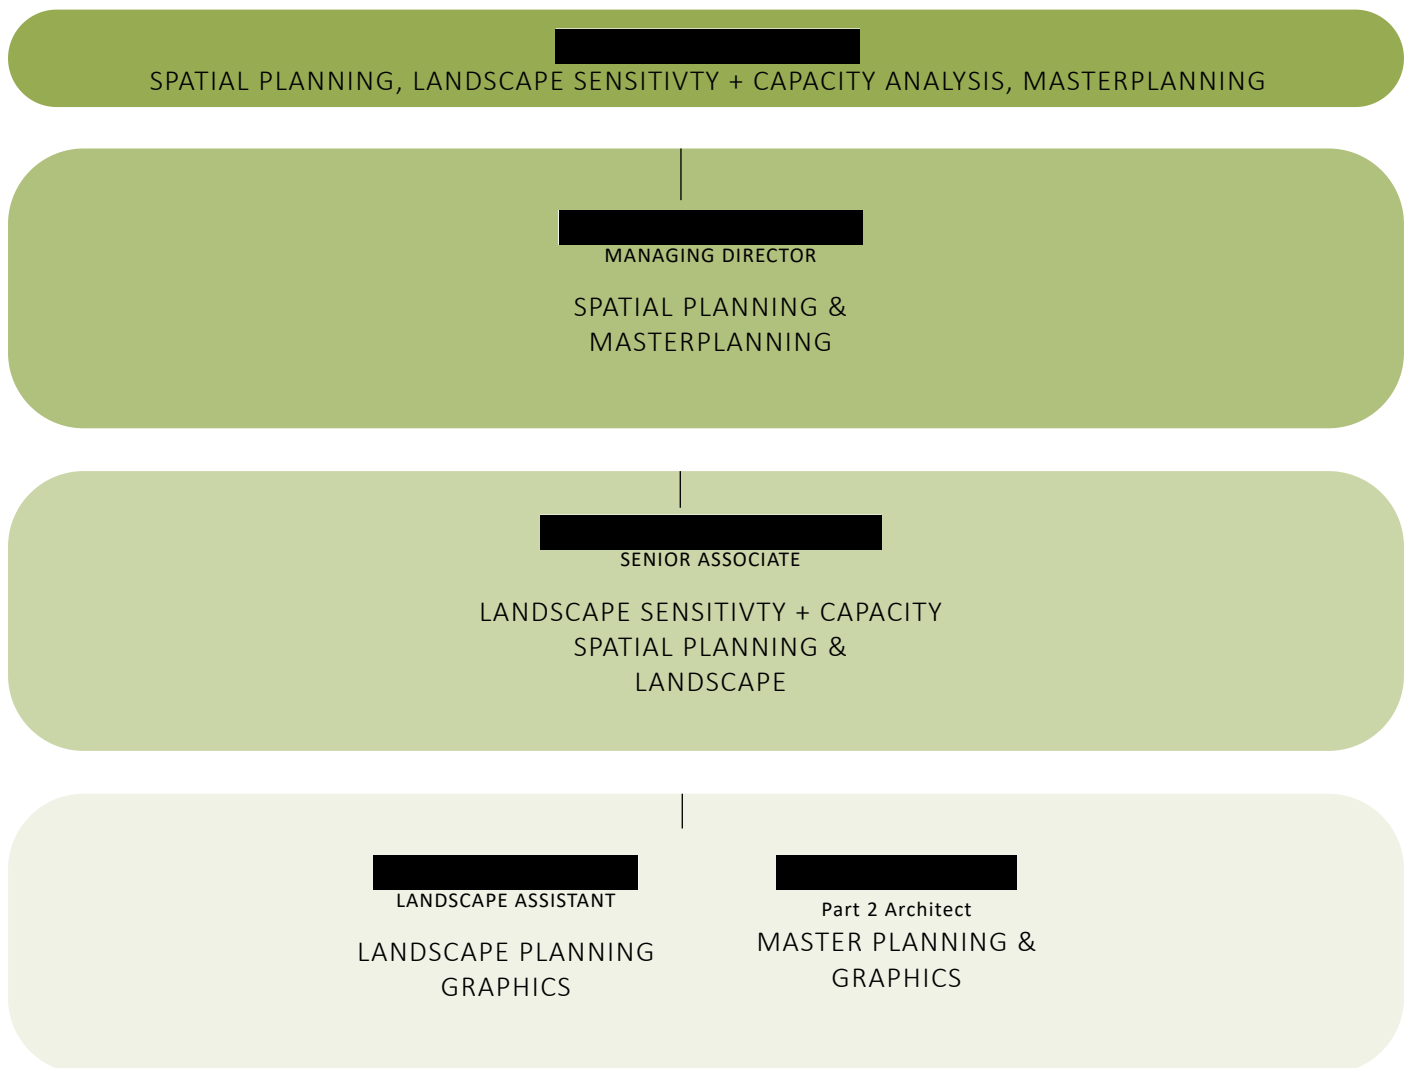 SPATIAL PLANNING, LANDSCAPE SENSITIVTY + CAPACITY ANALYSIS, MASTERPLANNING
MANAGING DIRECTOR
SPATIAL PLANNING &
MASTERPLANNING
SENIOR ASSOCIATE
LANDSCAPE SENSITIVTY + CAPACITY
SPATIAL PLANNING &
LANDSCAPE
LANDSCAPE ASSISTANT
LANDSCAPE PLANNING
GRAPHICS
Part 2 Architect
MASTER PLANNING &
GRAPHICS